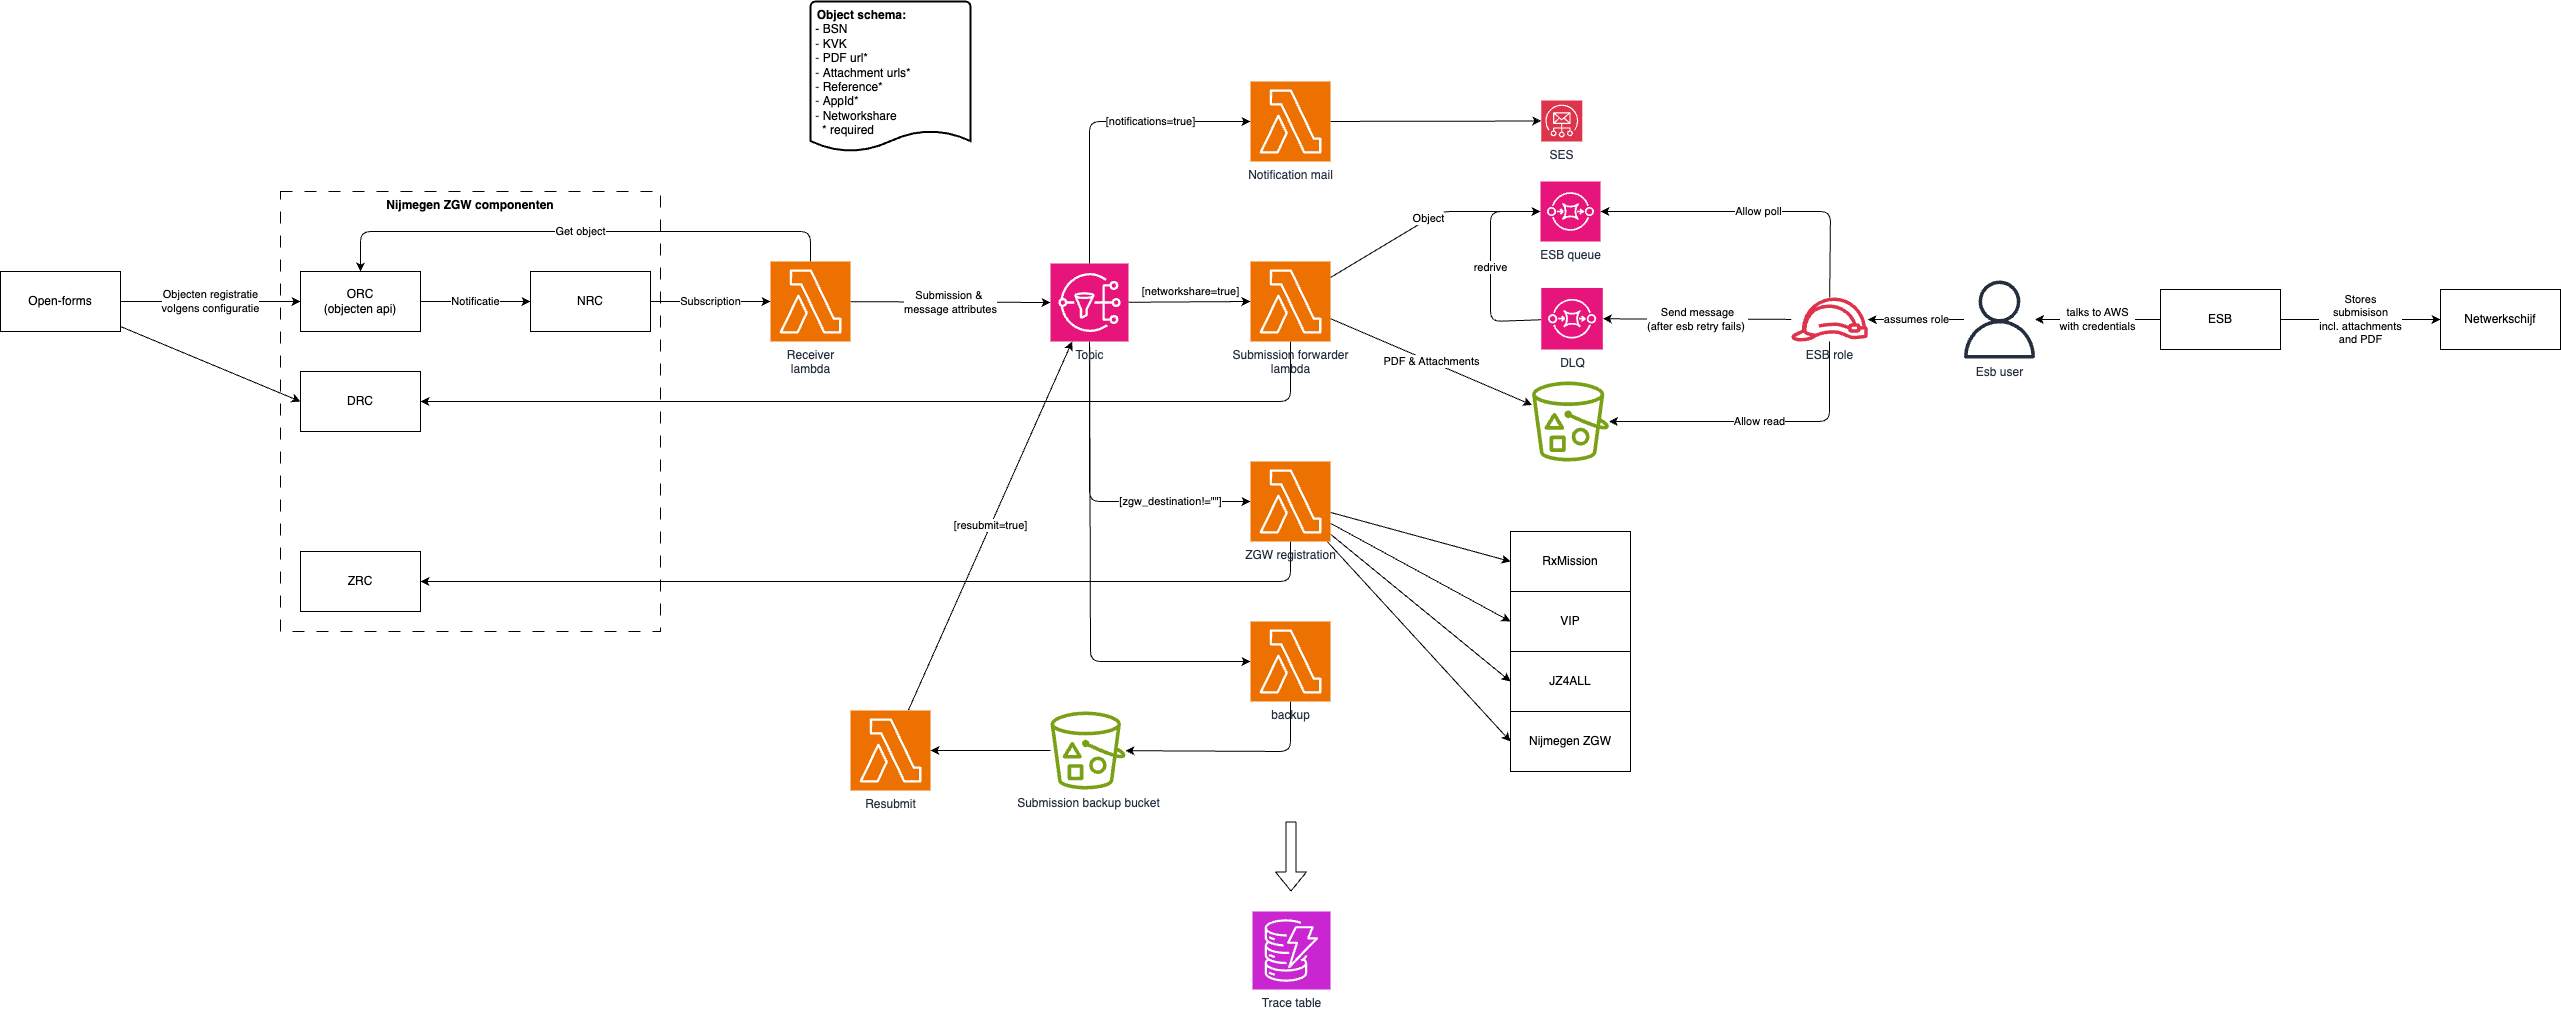 Object schema:
- BSN
- KVK
- PDF url*
- Attachment urls*
- Reference*
- AppId*
- Networkshare
* required
[notifications=true]
Notification mail
SES
Nijmegen ZGW componenten
Get object
Open-forms
Objecten registratie
volgens configuratie
ORC
(objecten api)
Notificatie
NRC
Subscription
Receiver
lambda
Submission &
message attributes
Topic
[networkshare=true]
Submission forwarder
lambda
Object
ESB queue
redrive
DLQ
PDF & Attachments
Allow poll
Send message
(after esb retry fails)
ESB role
Allow read
assumes role
Esb user
talks to AWS
with credentials
ESB
Stores
submisison
incl. attachments
and PDF
Netwerkschijf
DRC
[zgw_destination!=""]
ZGW registration
[resubmit=true]
ZRC
RxMission
VIP
JZ4ALL
Nijmegen ZGW
backup
Resubmit
Submission backup bucket
Trace table